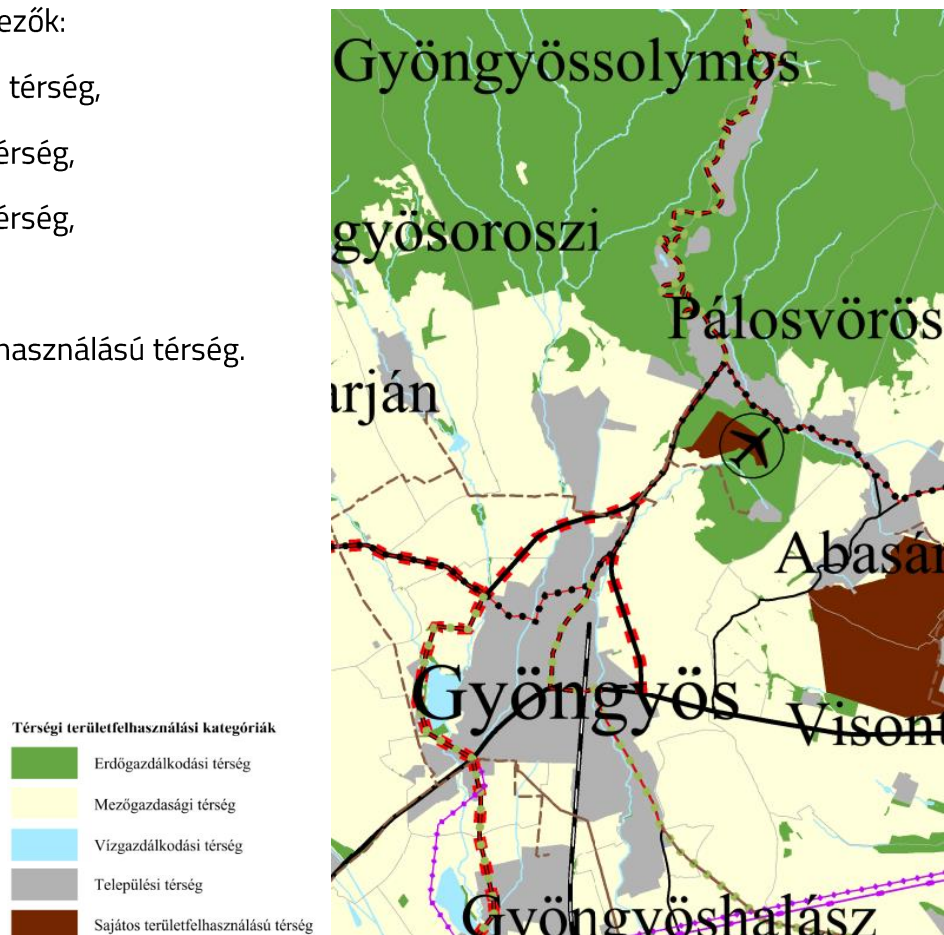 ezők:
térség,
érség,
érség,
használású térség.
Gyöngyössolymos
gyösoroszi
Pálosvörös
arján
Abasár
Gyöngyös
Visont
Gyöngyöshalász
Térségi területfelhasználási kategóriák
Erdőgazdálkodási térség
Mezőgazdasági térség
Vízgazdálkodási térség
Települési térség
Sajátos területfelhasználású térség